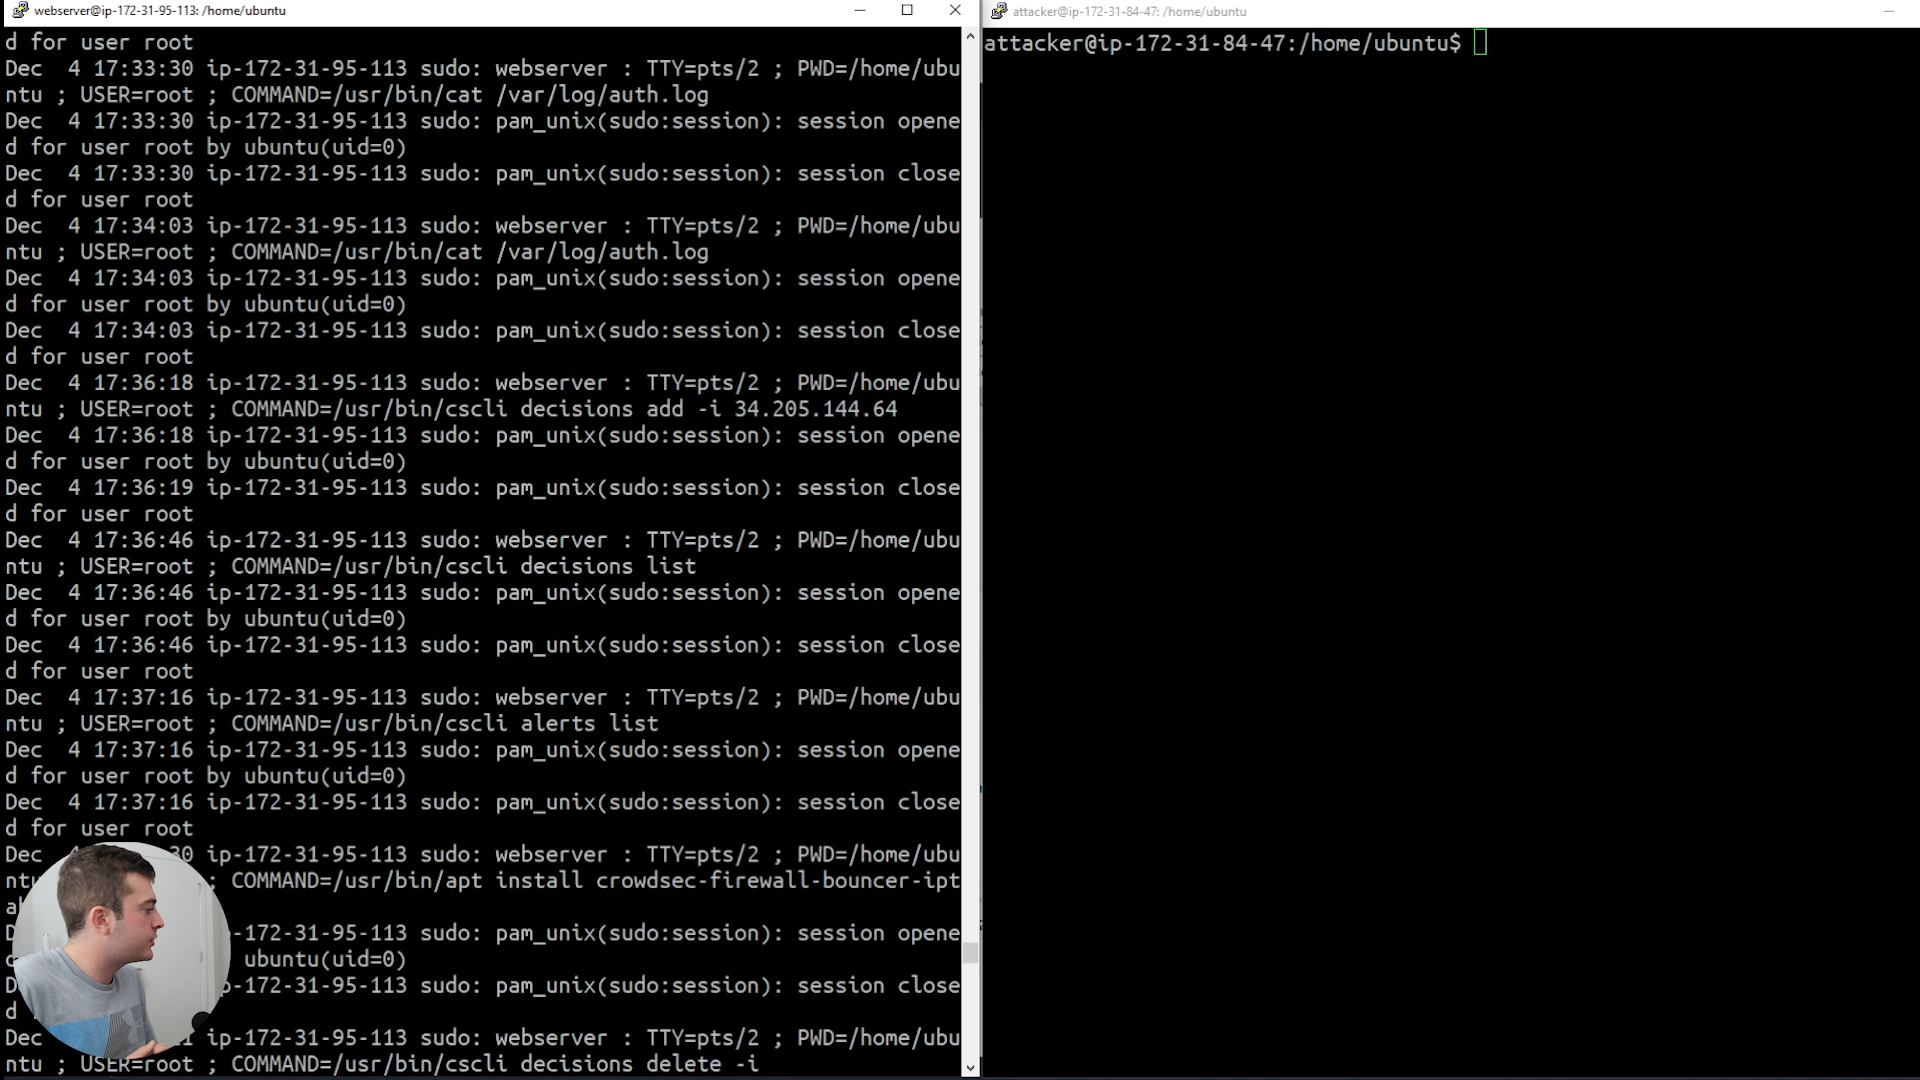 webserver@ip-172-31-95-113: /home/ubuntu
d for user root
Dec  4 17:33:30 ip-172-31-95-113 sudo: webserver : TTY=pts/2 ; PWD=/home/ubu
ntu ; USER=root ; COMMAND=/usr/bin/cat /var/log/auth.log
Dec  4 17:33:30 ip-172-31-95-113 sudo: pam_unix(sudo:session): session opene
d for user root by ubuntu(uid=0)
Dec  4 17:33:30 ip-172-31-95-113 sudo: pam_unix(sudo:session): session close
d for user root
Dec  4 17:34:03 ip-172-31-95-113 sudo: webserver : TTY=pts/2 ; PWD=/home/ubu
ntu ; USER=root ; COMMAND=/usr/bin/cat /var/log/auth.log
Dec  4 17:34:03 ip-172-31-95-113 sudo: pam_unix(sudo:session): session opene
d for user root by ubuntu(uid=0)
Dec  4 17:34:03 ip-172-31-95-113 sudo: pam_unix(sudo:session): session close
d for user root
Dec  4 17:36:18 ip-172-31-95-113 sudo: webserver : TTY=pts/2 ; PWD=/home/ubu
ntu ; USER=root ; COMMAND=/usr/bin/cscli decisions add -i 34.205.144.64
Dec  4 17:36:18 ip-172-31-95-113 sudo: pam_unix(sudo:session): session opene
d for user root by ubuntu(uid=0)
Dec  4 17:36:19 ip-172-31-95-113 sudo: pam_unix(sudo:session): session close
d for user root
Dec  4 17:36:46 ip-172-31-95-113 sudo: webserver : TTY=pts/2 ; PWD=/home/ubu
ntu ; USER=root ; COMMAND=/usr/bin/cscli decisions list
Dec  4 17:36:46 ip-172-31-95-113 sudo: pam_unix(sudo:session): session opene
d for user root by ubuntu(uid=0)
Dec  4 17:36:46 ip-172-31-95-113 sudo: pam_unix(sudo:session): session close
d for user root
Dec  4 17:37:16 ip-172-31-95-113 sudo: webserver : TTY=pts/2 ; PWD=/home/ubu
ntu ; USER=root ; COMMAND=/usr/bin/cscli alerts list
Dec  4 17:37:16 ip-172-31-95-113 sudo: pam_unix(sudo:session): session opene
d for user root by ubuntu(uid=0)
Dec  4 17:37:16 ip-172-31-95-113 sudo: pam_unix(sudo:session): session close
d for user root
Dec 30 ip-172-31-95-113 sudo: webserver : TTY=pts/2 ; PWD=/home/ubu
COMMAND=/usr/bin/apt install crowdsec-firewall-bouncer-ipt
-172-31-95-113 sudo: pam_unix(sudo:session): session opene
ubuntu(uid=0)
p-172-31-95-113 sudo: pam_unix(sudo:session): session close
d
Dec ip-172-31-95-113 sudo: webserver : TTY=pts/2 ; PWD=/home/ubu
ntu ; USER=root ; COMMAND=/usr/bin/cscli decisions delete -i
attacker@ip-172-31-84-47: /home/ubuntu
attacker@ip-172-31-84-47:/home/ubuntu$